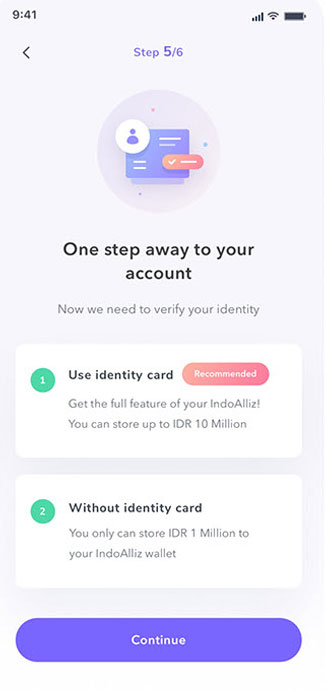 9:41
Step 5/6
One step away to your
account
Now we need to verify your identity
1
Use identity card Recommended
Get the full feature of your IndoAlliz!
You can store up to IDR 10 Million
2
Without identity card
You only can store IDR 1 Million to
your IndoAlliz wallet
Continue